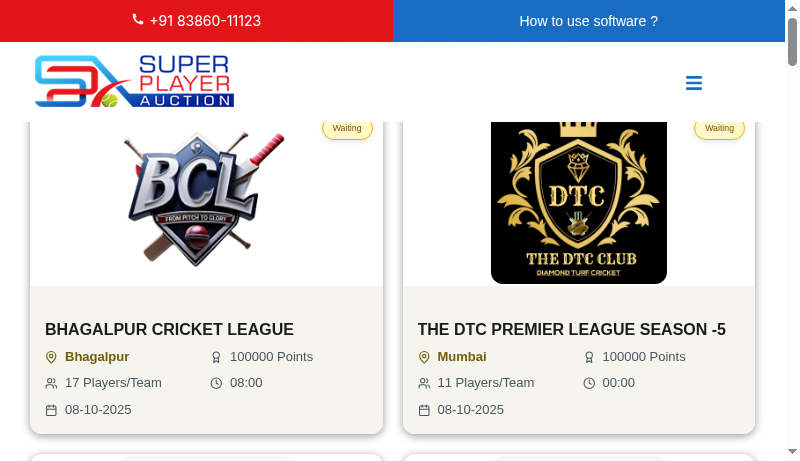 +91 83860-11123
How to use software ?
SUPER
PLAYER
AUCTION
Waiting
Waiting
BCL
FROM PITCH TO GLORY
DTC
THE DTC CLUB
DIAMOND TURF CRICKET
BHAGALPUR CRICKET LEAGUE
Bhagalpur
100000 Points
17 Players/Team
08:00
08-10-2025
THE DTC PREMIER LEAGUE SEASON -5
Mumbai
100000 Points
11 Players/Team
00:00
08-10-2025